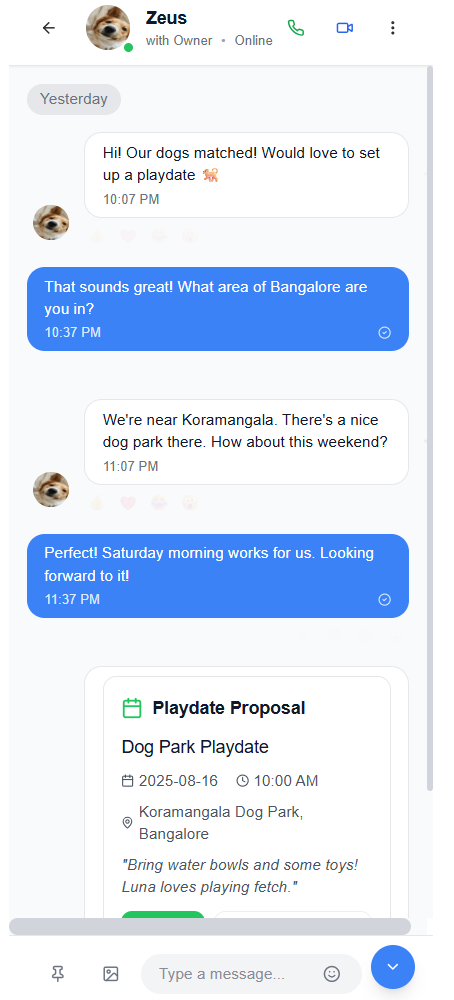 Zeus
with Owner • Online
Yesterday
Hi! Our dogs matched! Would love to set
up a playdate 🐕
10:07 PM
That sounds great! What area of Bangalore are
you in?
10:37 PM
We're near Koramangala. There's a nice
dog park there. How about this weekend?
11:07 PM
Perfect! Saturday morning works for us. Looking
forward to it!
11:37 PM
Playdate Proposal
Dog Park Playdate
2025-08-16 10:00 AM
Koramangala Dog Park,
Bangalore
"Bring water bowls and some toys!
Luna loves playing fetch."
Type a message...